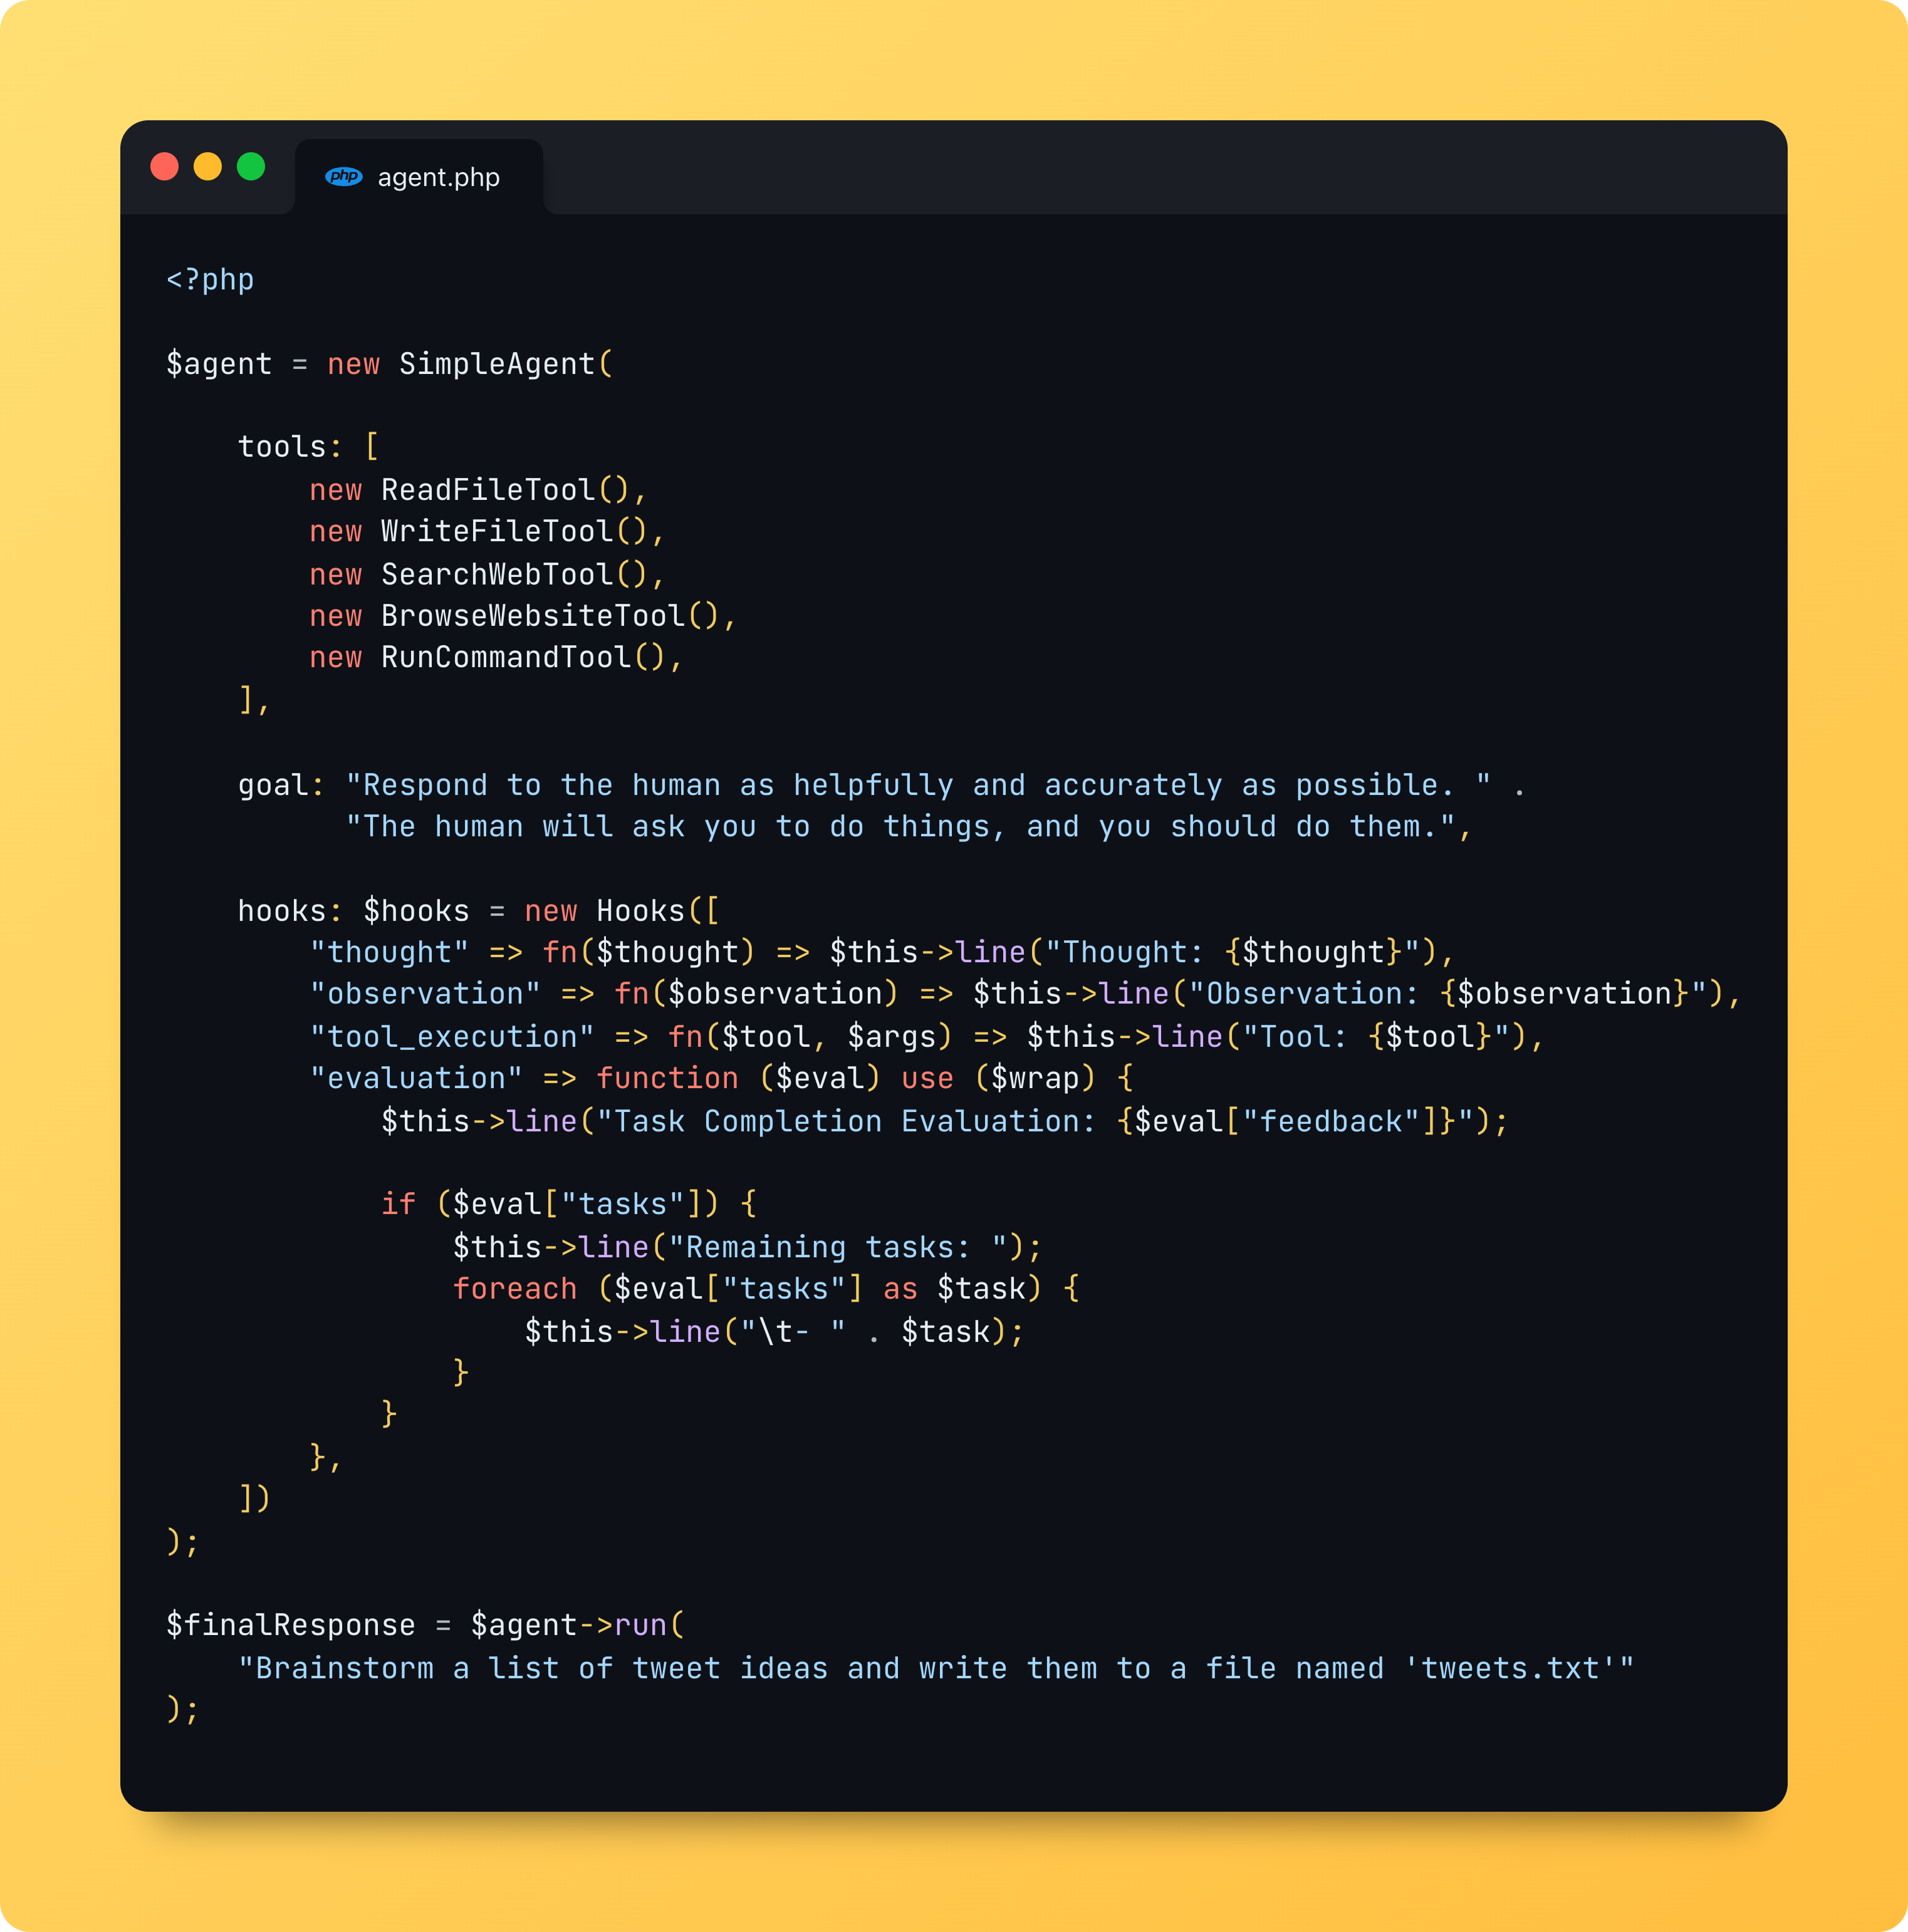 php agent.php
<?php
$agent = new SimpleAgent(
    tools: [
        new ReadFileTool(),
        new WriteFileTool(),
        new SearchWebTool(),
        new BrowseWebsiteTool(),
        new RunCommandTool(),
    ],
    goal: "Respond to the human as helpfully and accurately as possible. " .
          "The human will ask you to do things, and you should do them.",
    hooks: $hooks = new Hooks([
        "thought" => fn($thought) => $this->line("Thought: {$thought}"),
        "observation" => fn($observation) => $this->line("Observation: {$observation}"),
        "tool_execution" => fn($tool, $args) => $this->line("Tool: {$tool}"),
        "evaluation" => function ($eval) use ($wrap) {
            $this->line("Task Completion Evaluation: {$eval["feedback"]}");
            if ($eval["tasks"]) {
                $this->line("Remaining tasks: ");
                foreach ($eval["tasks"] as $task) {
                    $this->line("\t- " . $task);
                }
            }
        },
    ])
);
$finalResponse = $agent->run(
    "Brainstorm a list of tweet ideas and write them to a file named 'tweets.txt'"
);